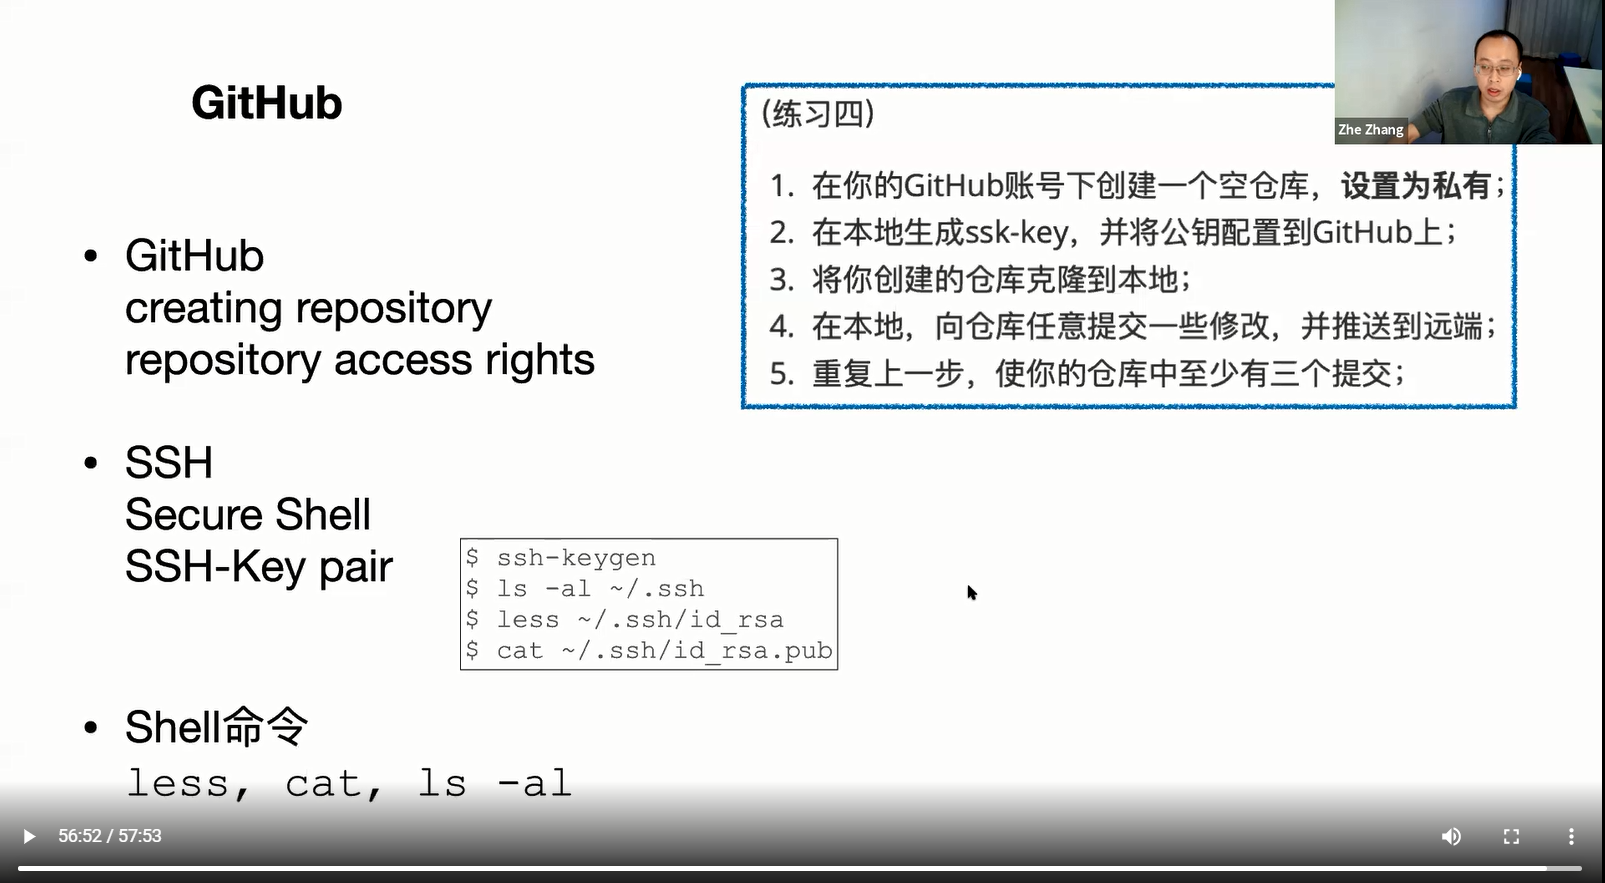 GitHub
Zhe Zhang
(练习四)
1. 在你的GitHub账号下创建一个空仓库，设置为私有；
2. 在本地生成ssk-key，并将公钥配置到GitHub上；
3. 将你创建的仓库克隆到本地；
4. 在本地，向仓库任意提交一些修改，并推送到远端；
5. 重复上一步，使你的仓库中至少有三个提交；
• GitHub
creating repository
repository access rights
• SSH
Secure Shell
SSH-Key pair
$ ssh-keygen
$ ls -al ~/.ssh
$ less ~/.ssh/id_rsa
$ cat ~/.ssh/id_rsa.pub
• Shell命令
less, cat, ls -al
56:52 / 57:53